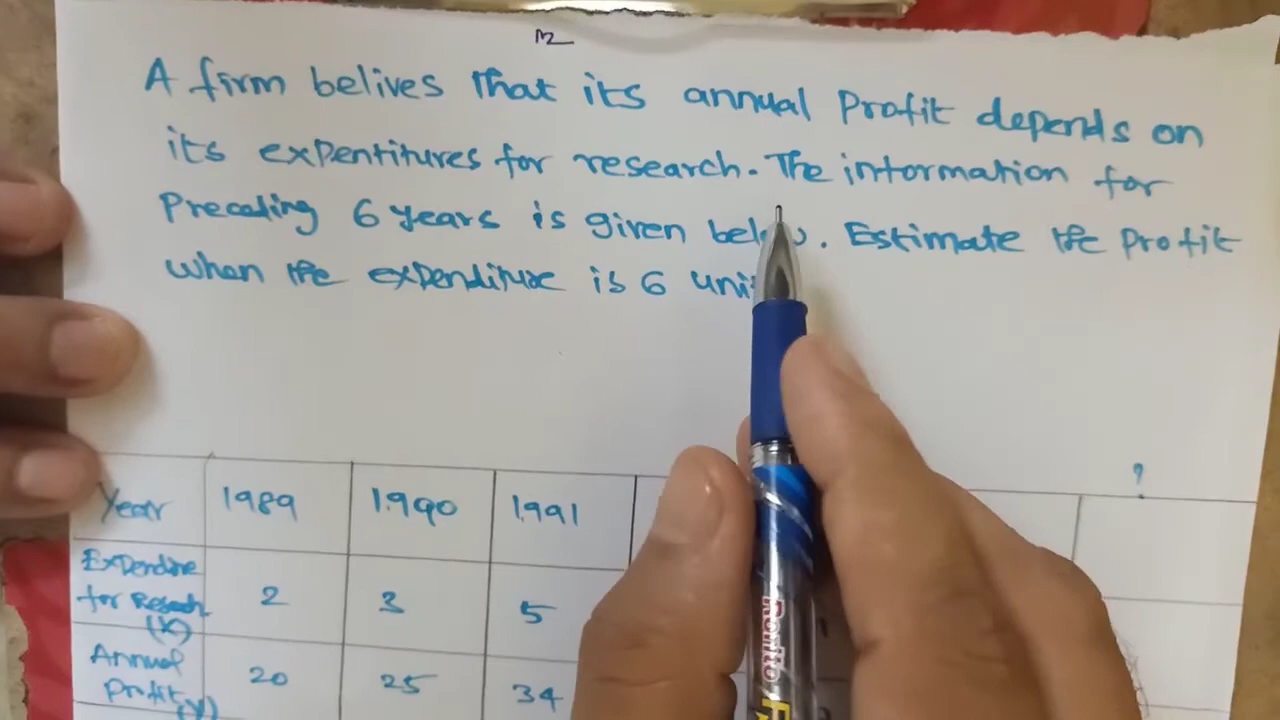 A firm belives that its annual Profit depends on
its expentitures for research. The information for
Preceding 6 years is given below. Estimate the profit
when the expenditure is 6
?
Year 1989 1990 1991
for 2 3 5
(X)
Annual
Profit (Y) 20 25 34
Rorito